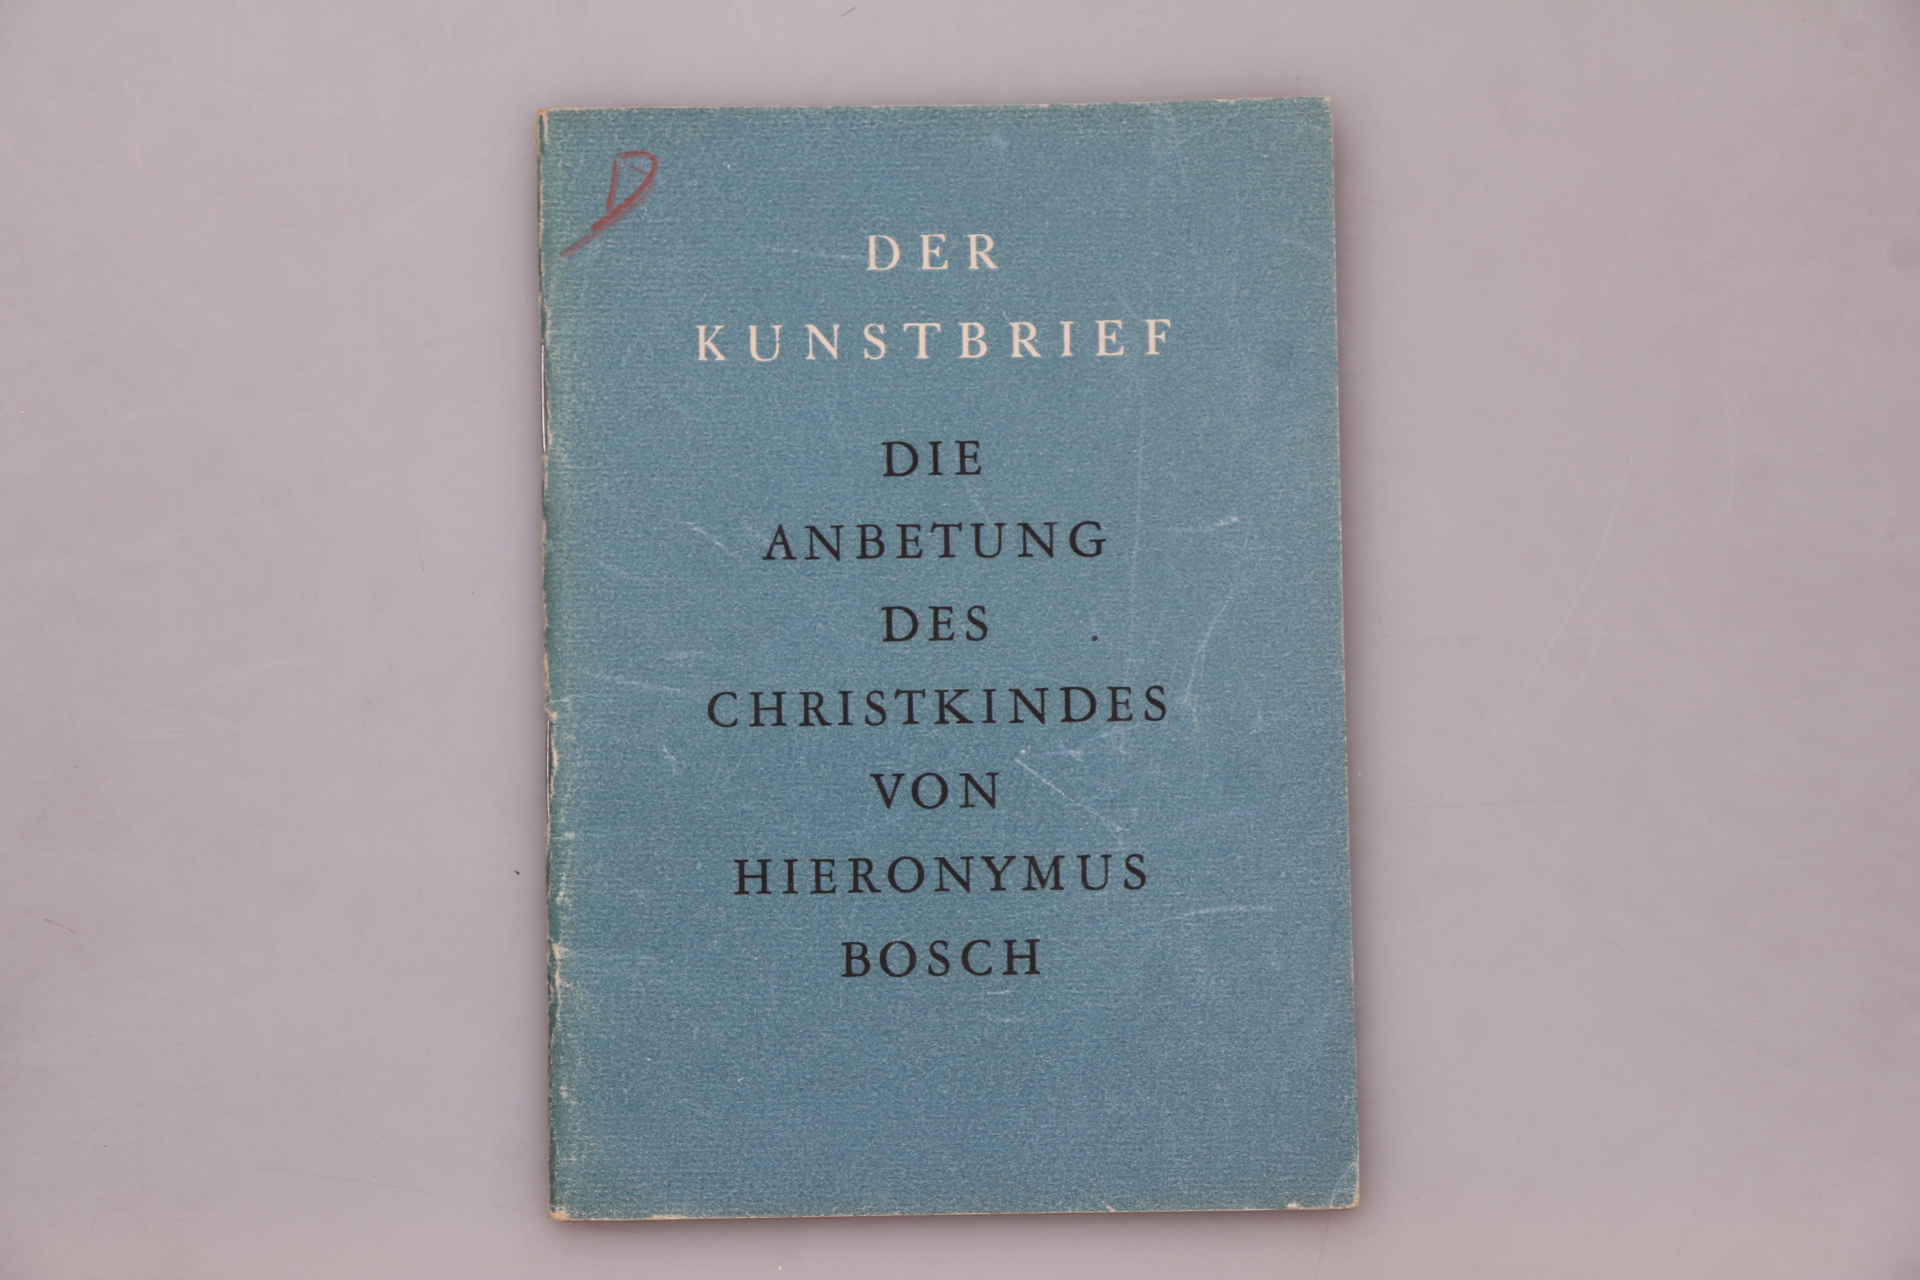 D
DER
KUNSTBRIEF
DIE
ANBETUNG
DES
CHRISTKINDES
VON
HIERONYMUS
BOSCH